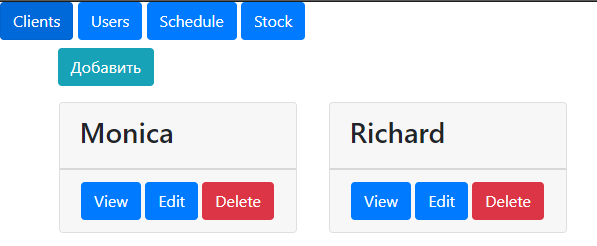 Clients Users Schedule Stock
Добавить
Monica Richard
View Edit Delete View Edit Delete